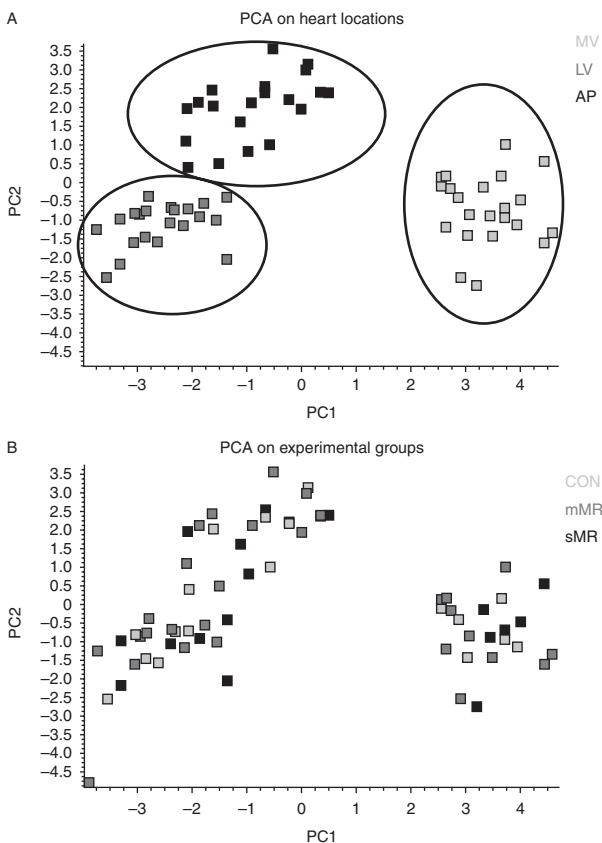 A
PCA on heart locations
MV
LV
AP
3.5
3.0
2.5
2.0
1.5
1.0
0.5
0
–0.5
–1.0
–1.5
–2.0
–2.5
–3.0
–3.5
–4.0
–4.5
PC2
–3 –2 –1 0 1 2 3 4
PC1
B
PCA on experimental groups
CON
mMR
sMR
3.5
3.0
2.5
2.0
1.5
1.0
0.5
0
–0.5
–1.0
–1.5
–2.0
–2.5
–3.0
–3.5
–4.0
–4.5
PC2
–3 –2 –1 0 1 2 3 4
PC1